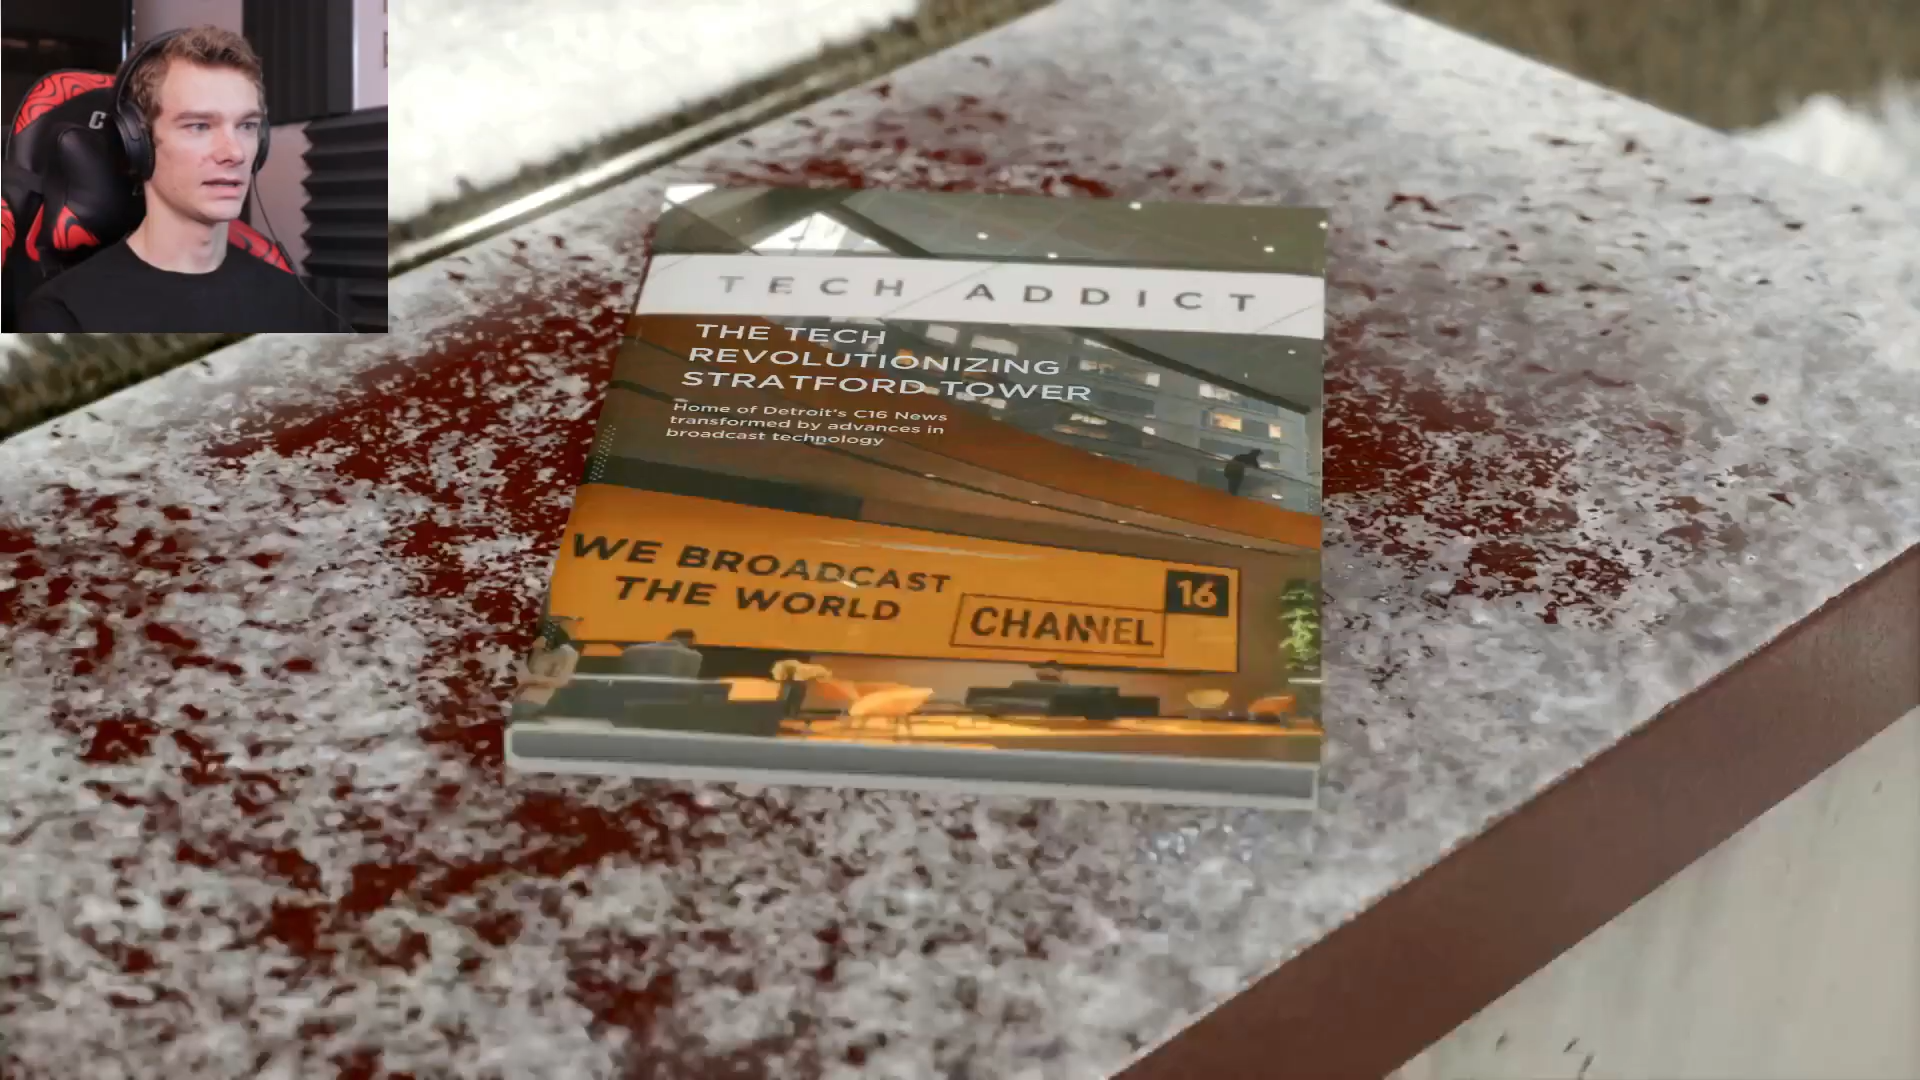 C
TECH ADDICT
THE TECH
REVOLUTIONIZING
STRATFORD TOWER
Home of Detroit's C16 News
transformed by advances in
broadcast technology
WE BROADCAST
THE WORLD
CHANNEL
16